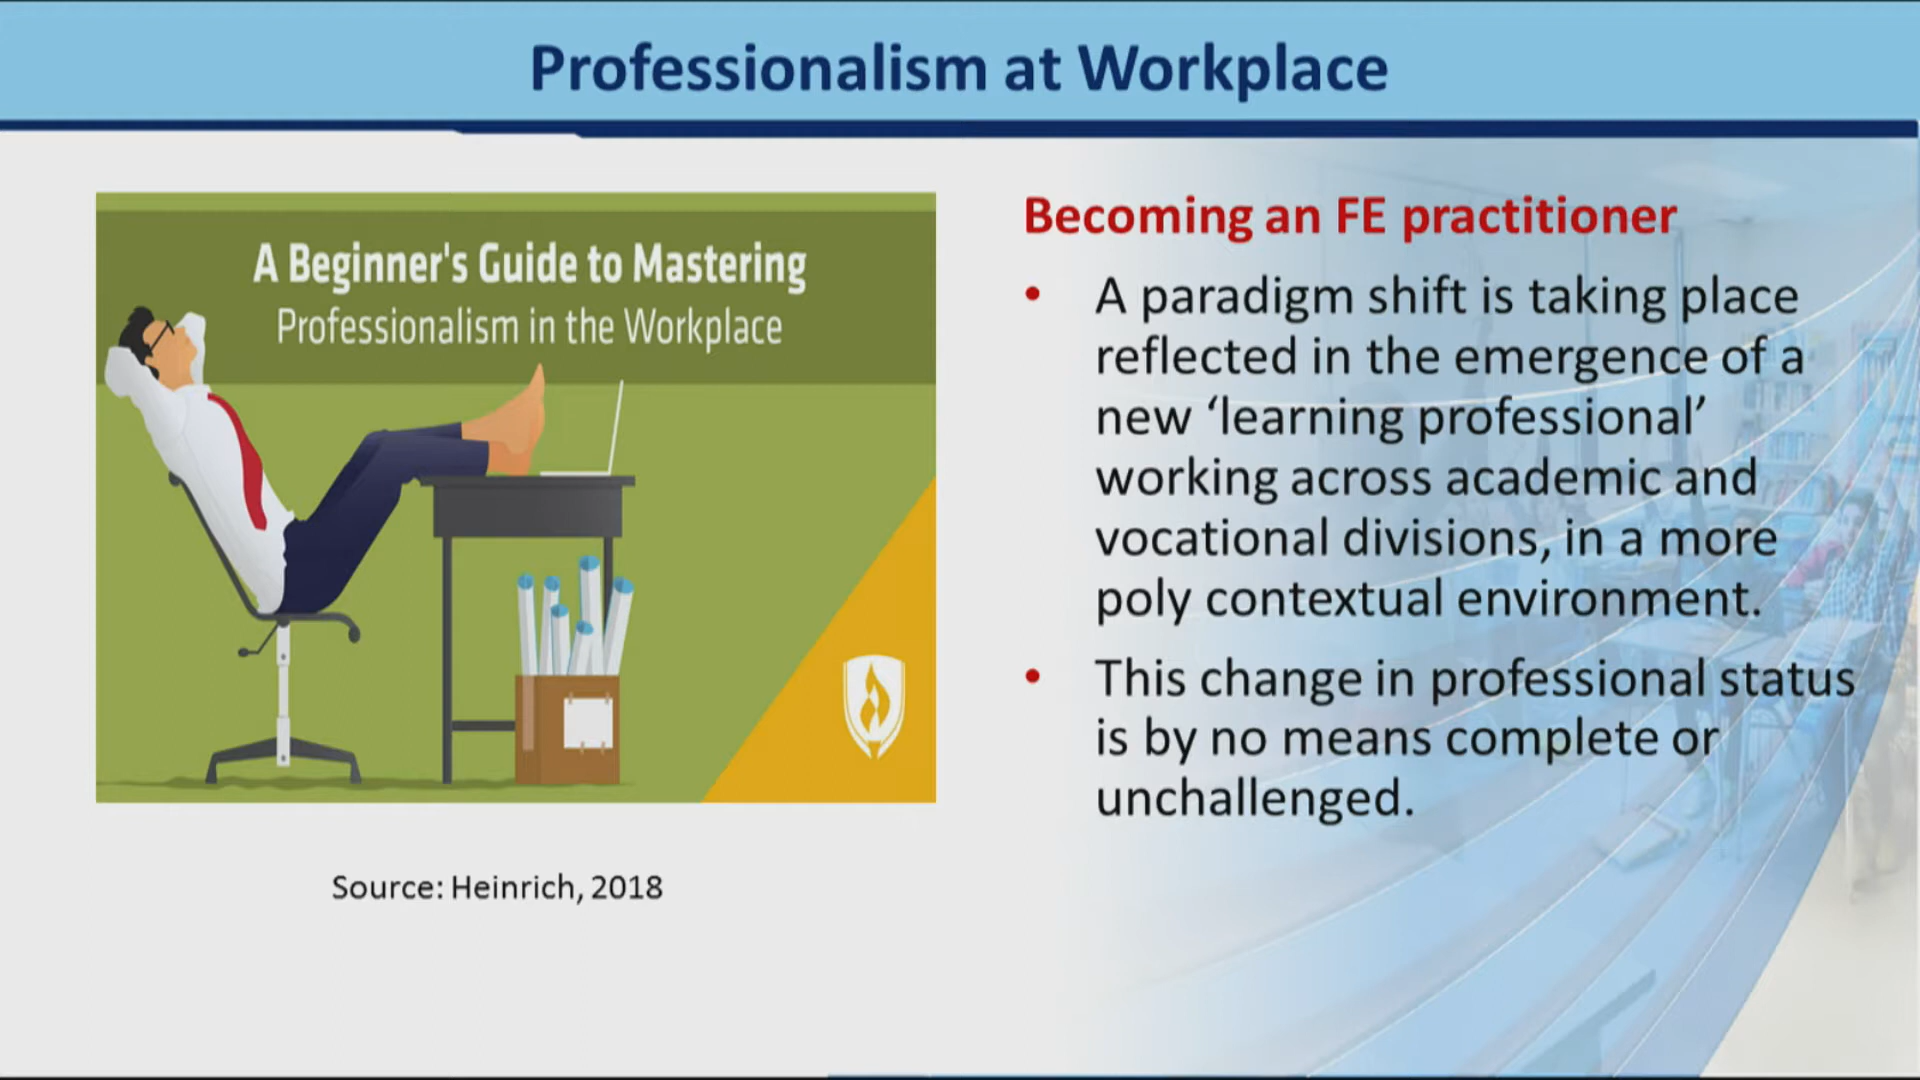 Professionalism at Workplace
A Beginner's Guide to Mastering
Professionalism in the Workplace
Source: Heinrich, 2018
Becoming an FE practitioner
• A paradigm shift is taking place
reflected in the emergence of a
new ‘learning professional’
working across academic and
vocational divisions, in a more
poly contextual environment.
• This change in professional status
is by no means complete or
unchallenged.